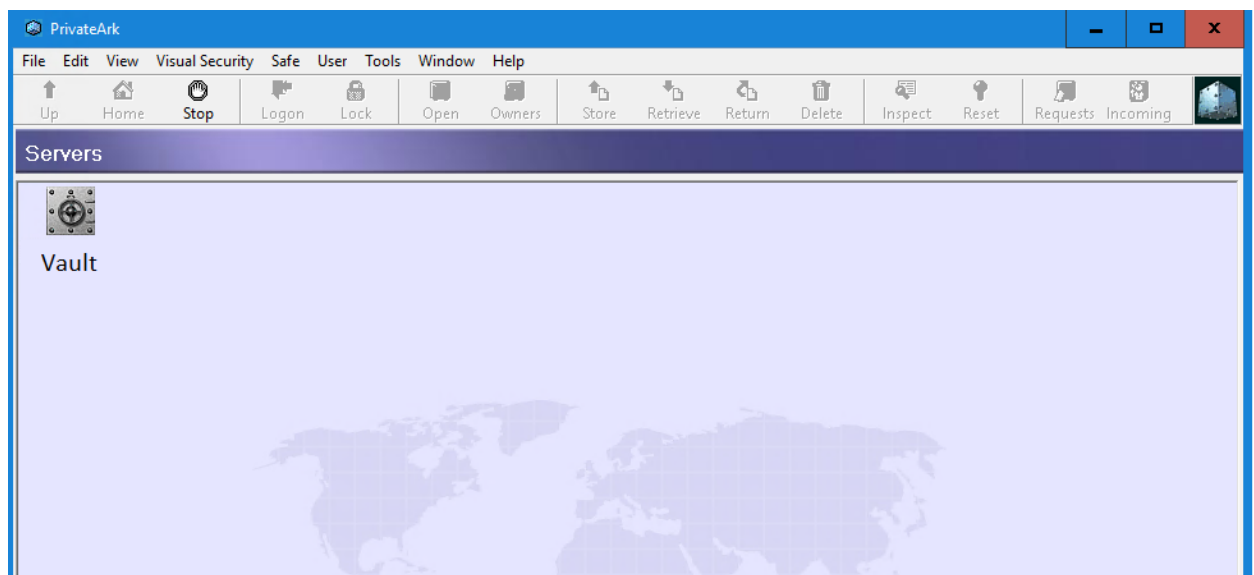 PrivateArk
File Edit View Visual Security Safe User Tools Window Help
Up Home Stop Logon Lock Open Owners Store Retrieve Return Delete Inspect Reset Requests Incoming
Servers
Vault